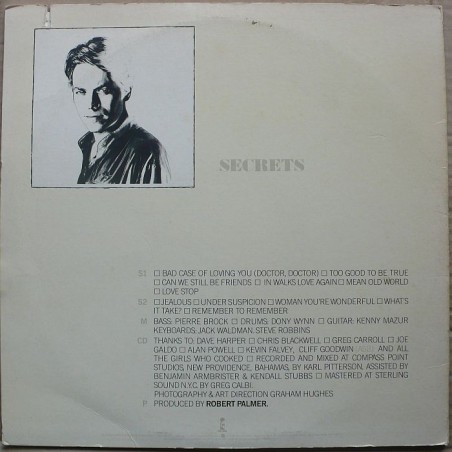 SECRETS
S1 ☐ BAD CASE OF LOVING YOU (DOCTOR, DOCTOR) ☐ TOO GOOD TO BE TRUE
☐ CAN WE STILL BE FRIENDS ☐ IN WALKS LOVE AGAIN ☐ MEAN OLD WORLD
☐ LOVE STOP
S2 ☐ JEALOUS ☐ UNDER SUSPICION ☐ WOMAN YOU'RE WONDERFUL ☐ WHAT'S
IT TAKE? ☐ REMEMBER TO REMEMBER
M BASS: PIERRE BROCK ☐ DRUMS: DONY WYNN ☐ GUITAR: KENNY MAZUR
KEYBOARDS: JACK WALDMAN, STEVE ROBBINS
CD THANKS TO: DAVE HARPER ☐ CHRIS BLACKWELL ☐ GREG CARROLL ☐ JOE
GALDO ☐ ALAN POWELL ☐ KEVIN FALVEY, CLIFF GOODWIN AND ALL
THE GIRLS WHO COOKED ☐ RECORDED AND MIXED AT COMPASS POINT
STUDIOS, NEW PROVIDENCE, BAHAMAS, BY KARL PITTERSON, ASSISTED BY
BENJAMIN ARMBRISTER & KENDALL STUBBS ☐ MASTERED AT STERLING
SOUND N.Y.C. BY GREG CALBI.
PHOTOGRAPHY & ART DIRECTION GRAHAM HUGHES
P PRODUCED BY ROBERT PALMER.